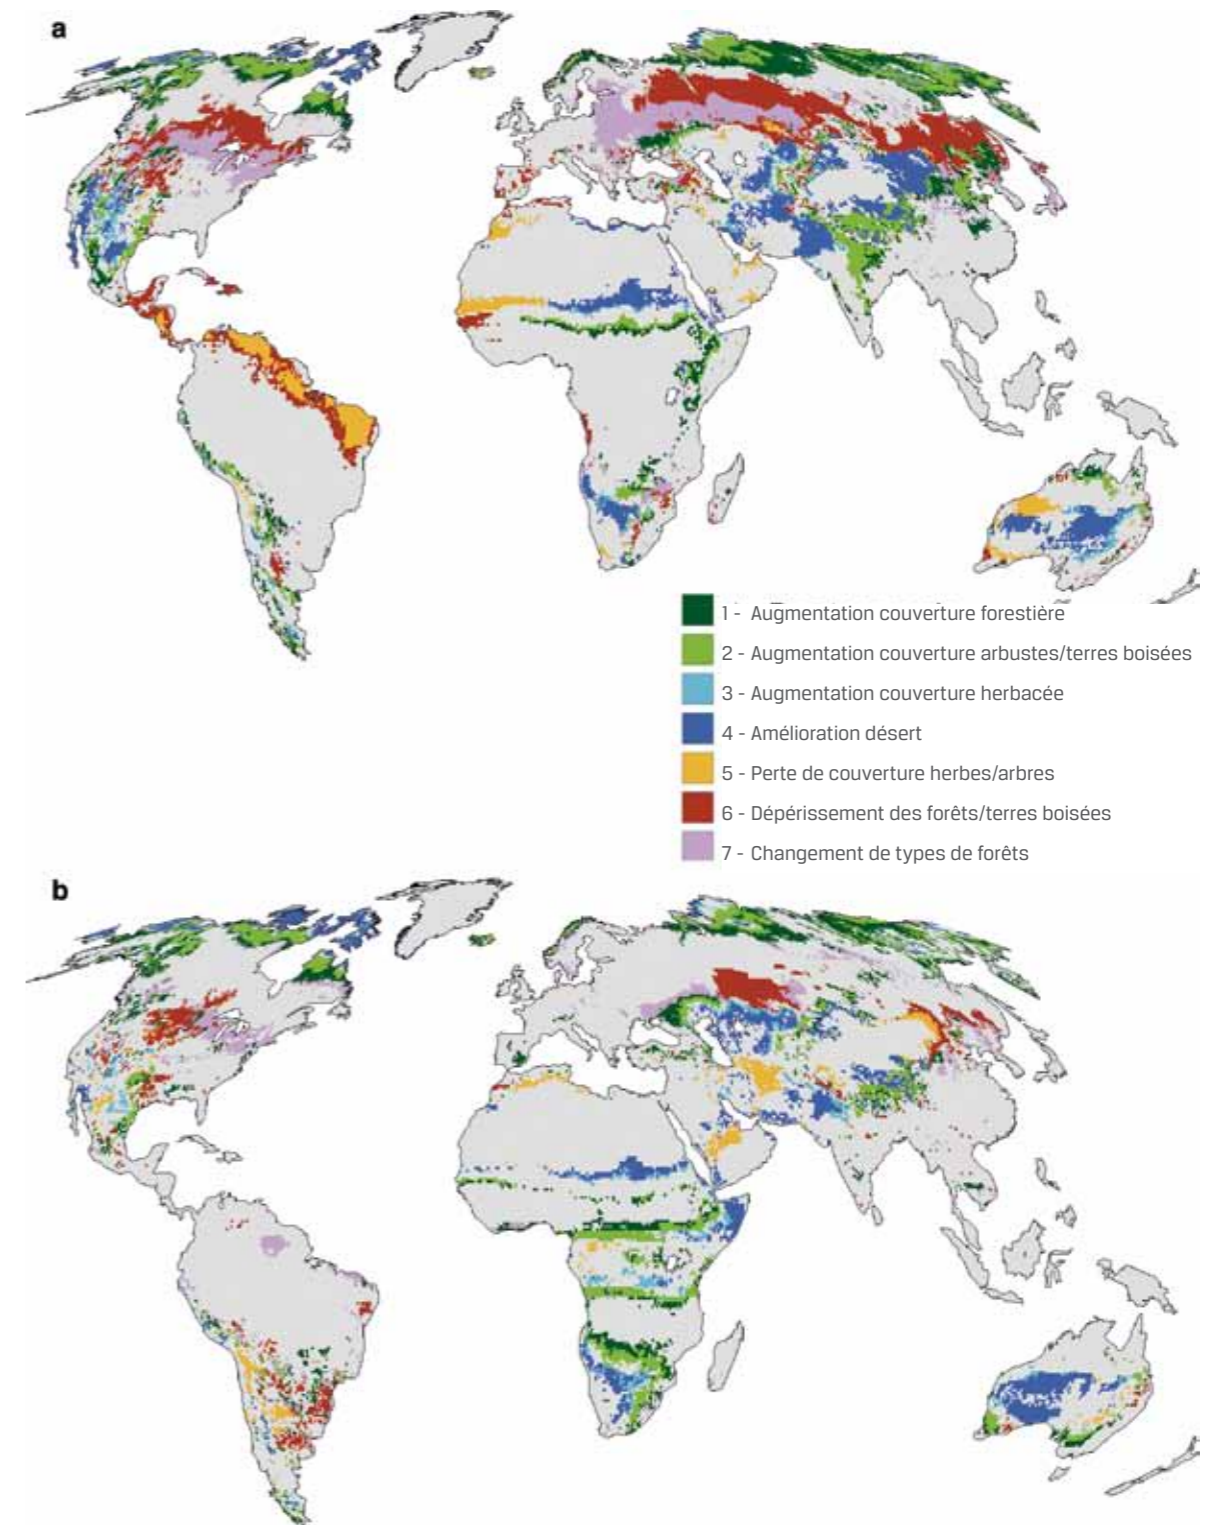 a
1 - Augmentation couverture forestière
2 - Augmentation couverture arbustes/terres boisées
3 - Augmentation couverture herbacée
4 - Amélioration désert
5 - Perte de couverture herbes/arbres
6 - Dépérissement des forêts/terres boisées
7 - Changement de types de forêts
b